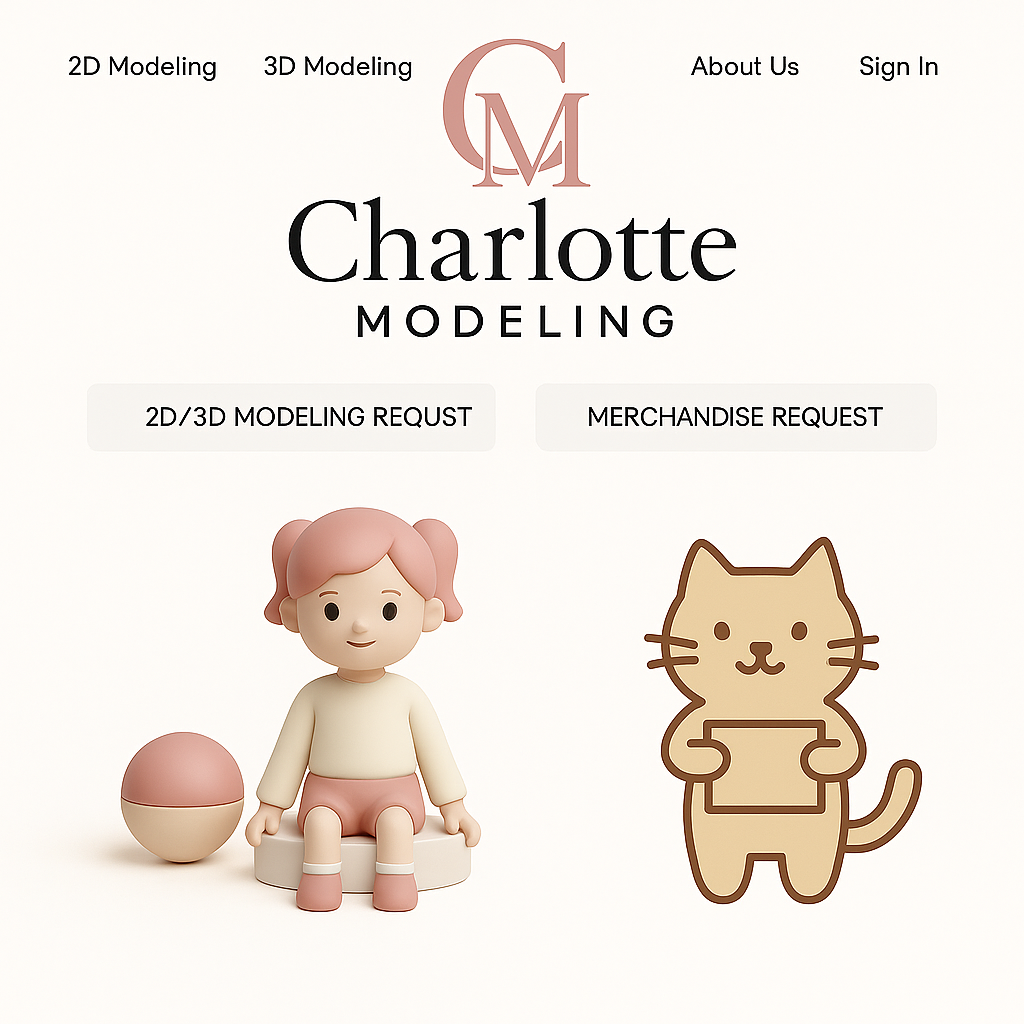 2D Modeling 3D Modeling About Us Sign In
CM
Charlotte
MODELING
2D/3D MODELING REQUST
MERCHANDISE REQUEST